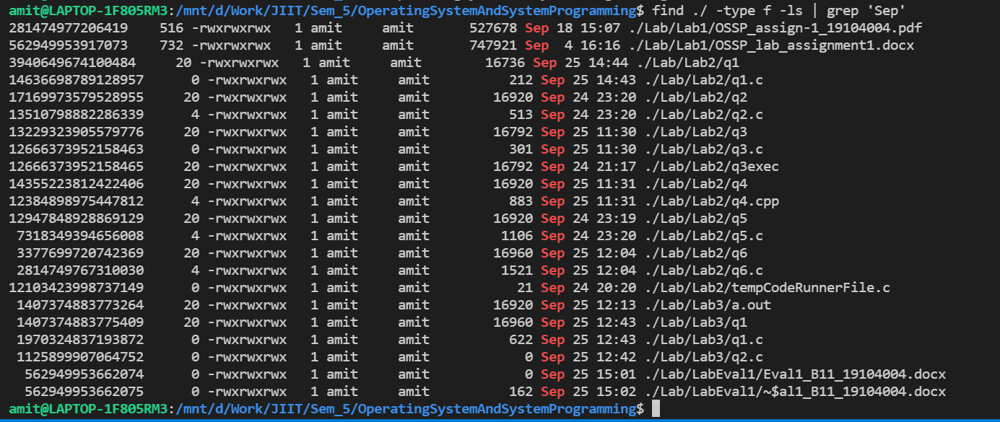 amit@LAPTOP-1F805RM3:/mnt/d/Work/JIIT/Sem_5/OperatingSystemAndSystemProgramming$ find ./ -type f -ls | grep 'Sep'
281474977206419    516 -rwxrwxrwx   1 amit     amit       527678 Sep 18 15:07 ./Lab/Lab1/OSSP_assign-1_19104004.pdf
562949953917073    732 -rwxrwxrwx   1 amit     amit       747921 Sep  4 16:16 ./Lab/Lab1/OSSP_lab_assignment1.docx
39406496741004​84     20 -rwxrwxrwx   1 amit     amit        16736 Sep 25 14:44 ./Lab/Lab2/q1
14636698789128957      0 -rwxrwxrwx   1 amit     amit          212 Sep 25 14:43 ./Lab/Lab2/q1.c
17169973579528955     20 -rwxrwxrwx   1 amit     amit        16920 Sep 24 23:20 ./Lab/Lab2/q2
13510798882286339      4 -rwxrwxrwx   1 amit     amit          513 Sep 24 23:20 ./Lab/Lab2/q2.c
13229323905579776     20 -rwxrwxrwx   1 amit     amit        16792 Sep 25 11:30 ./Lab/Lab2/q3
12666373952158463      0 -rwxrwxrwx   1 amit     amit          301 Sep 25 11:30 ./Lab/Lab2/q3.c
12666373952158465     20 -rwxrwxrwx   1 amit     amit        16792 Sep 24 21:17 ./Lab/Lab2/q3exec
14355223812422406     20 -rwxrwxrwx   1 amit     amit        16920 Sep 25 11:31 ./Lab/Lab2/q4
12384898975447812      4 -rwxrwxrwx   1 amit     amit          883 Sep 25 11:31 ./Lab/Lab2/q4.cpp
12947848928869129     20 -rwxrwxrwx   1 amit     amit        16920 Sep 24 23:19 ./Lab/Lab2/q5
7318349394656008      4 -rwxrwxrwx   1 amit     amit         1106 Sep 24 23:20 ./Lab/Lab2/q5.c
3377699720742369     20 -rwxrwxrwx   1 amit     amit        16960 Sep 25 12:04 ./Lab/Lab2/q6
2814749767310030      4 -rwxrwxrwx   1 amit     amit         1521 Sep 25 12:04 ./Lab/Lab2/q6.c
12103423998737149      0 -rwxrwxrwx   1 amit     amit           21 Sep 24 20:20 ./Lab/Lab2/tempCodeRunnerFile.c
1407374883773264     20 -rwxrwxrwx   1 amit     amit        16920 Sep 25 12:13 ./Lab/Lab3/a.out
1407374883775409     20 -rwxrwxrwx   1 amit     amit        16960 Sep 25 12:43 ./Lab/Lab3/q1
1970324837193872      0 -rwxrwxrwx   1 amit     amit          622 Sep 25 12:43 ./Lab/Lab3/q1.c
1125899907064752      0 -rwxrwxrwx   1 amit     amit            0 Sep 25 12:42 ./Lab/Lab3/q2.c
562949953662074      0 -rwxrwxrwx   1 amit     amit            0 Sep 25 15:01 ./Lab/LabEval1/Eval1_B11_19104004.docx
562949953662075      0 -rwxrwxrwx   1 amit     amit          162 Sep 25 15:02 ./Lab/LabEval1/~$al1_B11_19104004.docx
amit@LAPTOP-1F805RM3:/mnt/d/Work/JIIT/Sem_5/OperatingSystemAndSystemProgramming$